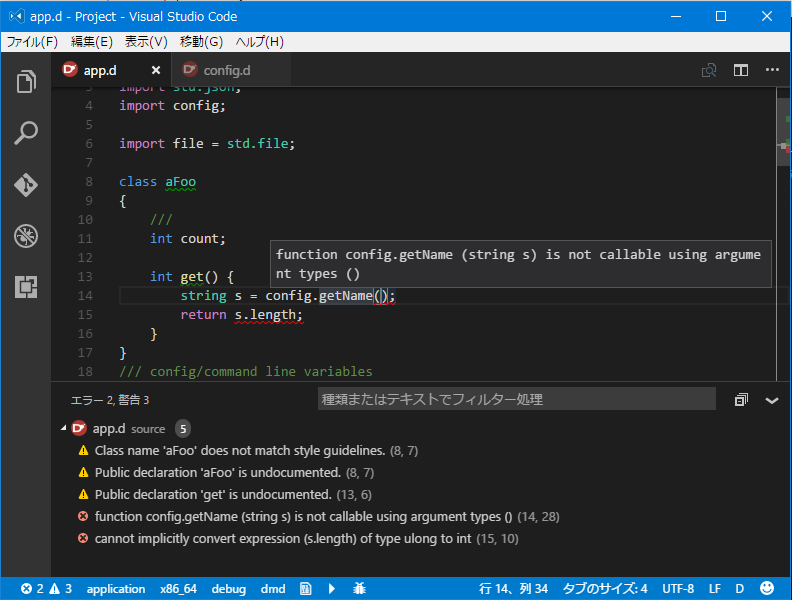 app.d - Project - Visual Studio Code
ファイル(F) 編集(E) 表示(V) 移動(G) ヘルプ(H)
app.d config.d
3 import std.json;
4 import config;
5
6 import file = std.file;
7
8 class aFoo
9 {
10 ///
11 int count;
12
function config.getName (string s) is not callable using argume
nt types ()
13 int get() {
14 string s = config.getName();
15 return s.length;
16 }
17 }
18 /// config/command line variables
エラー 2, 警告 3 種類またはテキストでフィルター処理
app.d source 5
Class name 'aFoo' does not match style guidelines. (8, 7)
Public declaration 'aFoo' is undocumented. (8, 7)
Public declaration 'get' is undocumented. (13, 6)
function config.getName (string s) is not callable using argument types () (14, 28)
cannot implicitly convert expression (s.length) of type ulong to int (15, 10)
2 3 application x86_64 debug dmd 行 14、列 34 タブのサイズ: 4 UTF-8 LF D